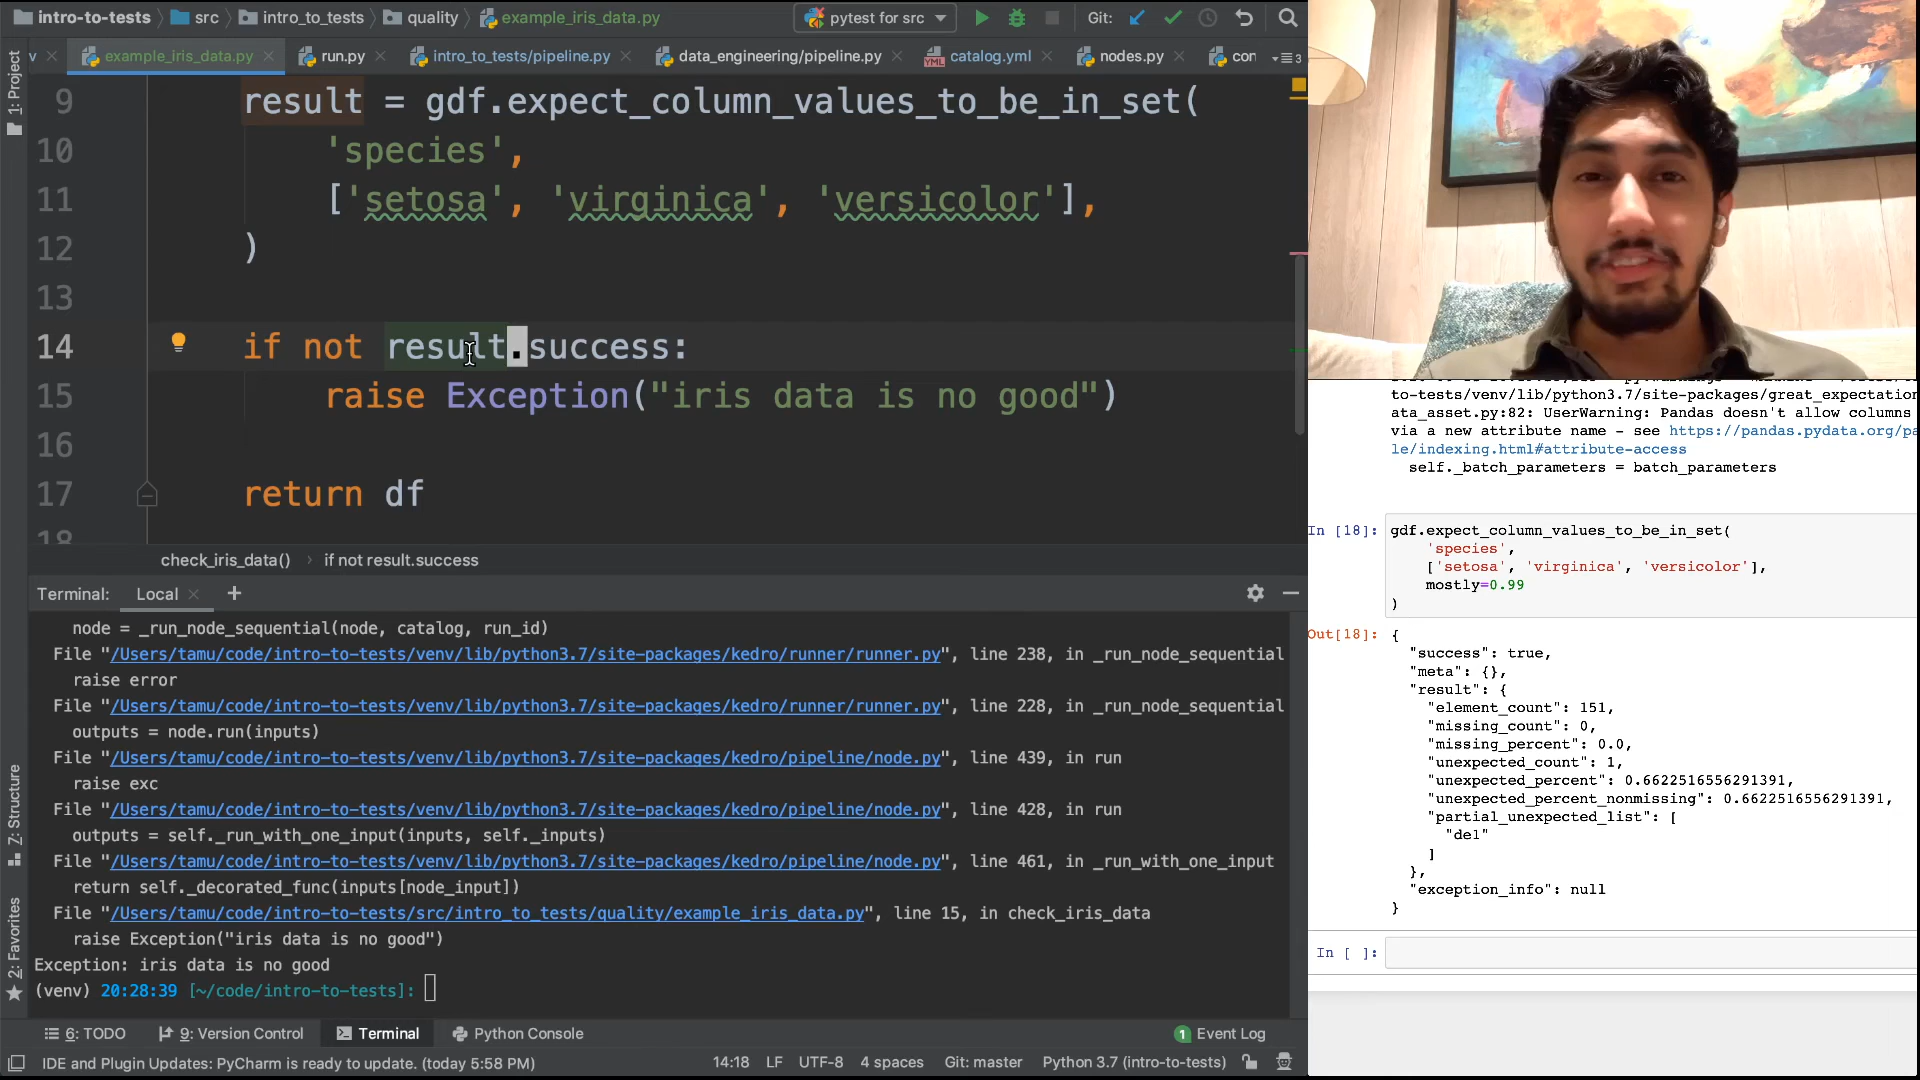 intro-to-tests
src
intro_to_tests
quality
example_iris_data.py
pytest for src
Git:
v
example_iris_data.py
run.py
intro_to_tests/pipeline.py
data_engineering/pipeline.py
catalog.yml
nodes.py
con
3
1: Project
9 result = gdf.expect_column_values_to_be_in_set(
10 'species',
11 ['setosa', 'virginica', 'versicolor'],
12 )
13
14 if not result.success:
15 raise Exception("iris data is no good")
16
17 return df
18
check_iris_data()
if not result.success
Terminal: Local
node = _run_node_sequential(node, catalog, run_id)
File "/Users/tamu/code/intro-to-tests/venv/lib/python3.7/site-packages/kedro/runner/runner.py", line 238, in _run_node_sequential
raise error
File "/Users/tamu/code/intro-to-tests/venv/lib/python3.7/site-packages/kedro/runner/runner.py", line 228, in _run_node_sequential
outputs = node.run(inputs)
File "/Users/tamu/code/intro-to-tests/venv/lib/python3.7/site-packages/kedro/pipeline/node.py", line 439, in run
raise exc
File "/Users/tamu/code/intro-to-tests/venv/lib/python3.7/site-packages/kedro/pipeline/node.py", line 428, in run
outputs = self._run_with_one_input(inputs, self._inputs)
File "/Users/tamu/code/intro-to-tests/venv/lib/python3.7/site-packages/kedro/pipeline/node.py", line 461, in _run_with_one_input
return self._decorated_func(inputs[node_input])
File "/Users/tamu/code/intro-to-tests/src/intro_to_tests/quality/example_iris_data.py", line 15, in check_iris_data
raise Exception("iris data is no good")
Exception: iris data is no good
(venv) 20:28:39 [~/code/intro-to-tests]:
Z: Structure
2: Favorites
6: TODO
9: Version Control
Terminal
Python Console
1 Event Log
IDE and Plugin Updates: PyCharm is ready to update. (today 5:58 PM)
14:18
LF
UTF-8
4 spaces
Git: master
Python 3.7 (intro-to-tests)
to-tests/venv/lib/python3.7/site-packages/great_expectation
ata_asset.py:82: UserWarning: Pandas doesn't allow columns
via a new attribute name - see https://pandas.pydata.org/pa
le/indexing.html#attribute-access
self._batch_parameters = batch_parameters
In [18]: gdf.expect_column_values_to_be_in_set(
'species',
['setosa', 'virginica', 'versicolor'],
mostly=0.99
)
Out[18]: {
"success": true,
"meta": {},
"result": {
"element_count": 151,
"missing_count": 0,
"missing_percent": 0.0,
"unexpected_count": 1,
"unexpected_percent": 0.6622516556291391,
"unexpected_percent_nonmissing": 0.6622516556291391,
"partial_unexpected_list": [
"del"
]
},
"exception_info": null
}
In [ ]: